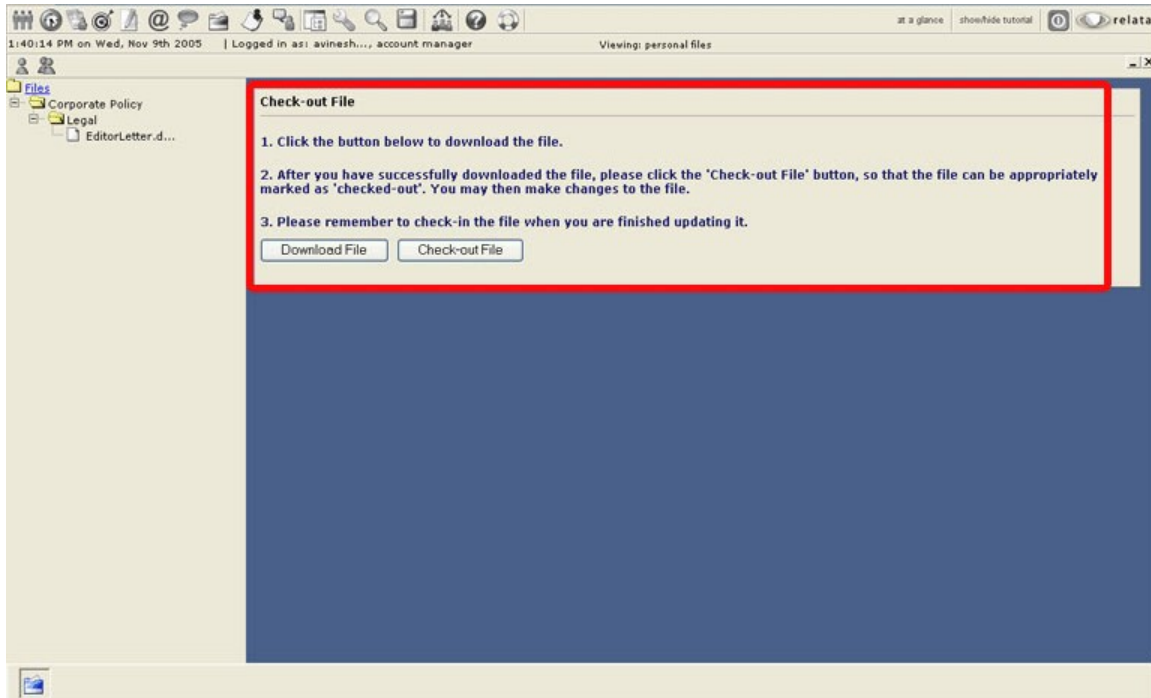 at a glance show/hide tutorial relata
1:40:14 PM on Wed, Nov 9th 2005 | Logged in as: avinesh..., account manager Viewing: personal files
Files
Corporate Policy
Legal
EditorLetter.d...
Check-out File
1. Click the button below to download the file.
2. After you have successfully downloaded the file, please click the 'Check-out File' button, so that the file can be appropriately
marked as 'checked-out'. You may then make changes to the file.
3. Please remember to check-in the file when you are finished updating it.
Download File Check-out File